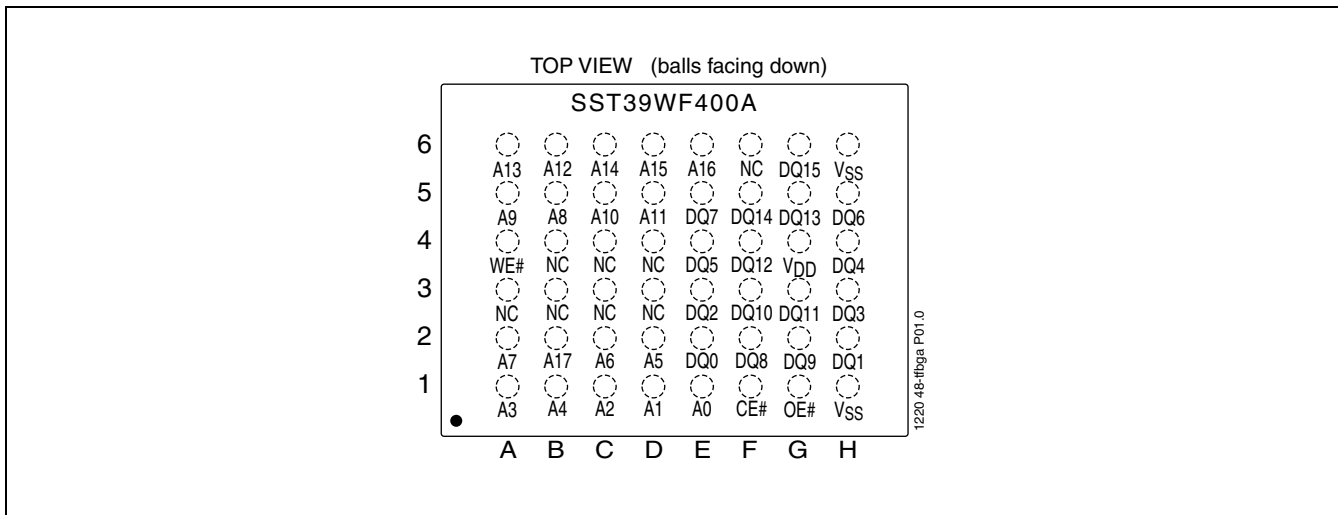 TOP VIEW (balls facing down)
SST39WF400A
6
A13 A12 A14 A15 A16 NC DQ15 VSS
5
A9 A8 A10 A11 DQ7 DQ14 DQ13 DQ6
4
WE# NC NC NC DQ5 DQ12 VDD DQ4
3
NC NC NC NC DQ2 DQ10 DQ11 DQ3
2
A7 A17 A6 A5 DQ0 DQ8 DQ9 DQ1
1
A3 A4 A2 A1 A0 CE# OE# VSS
A B C D E F G H
1220 48-tfbga P01.0